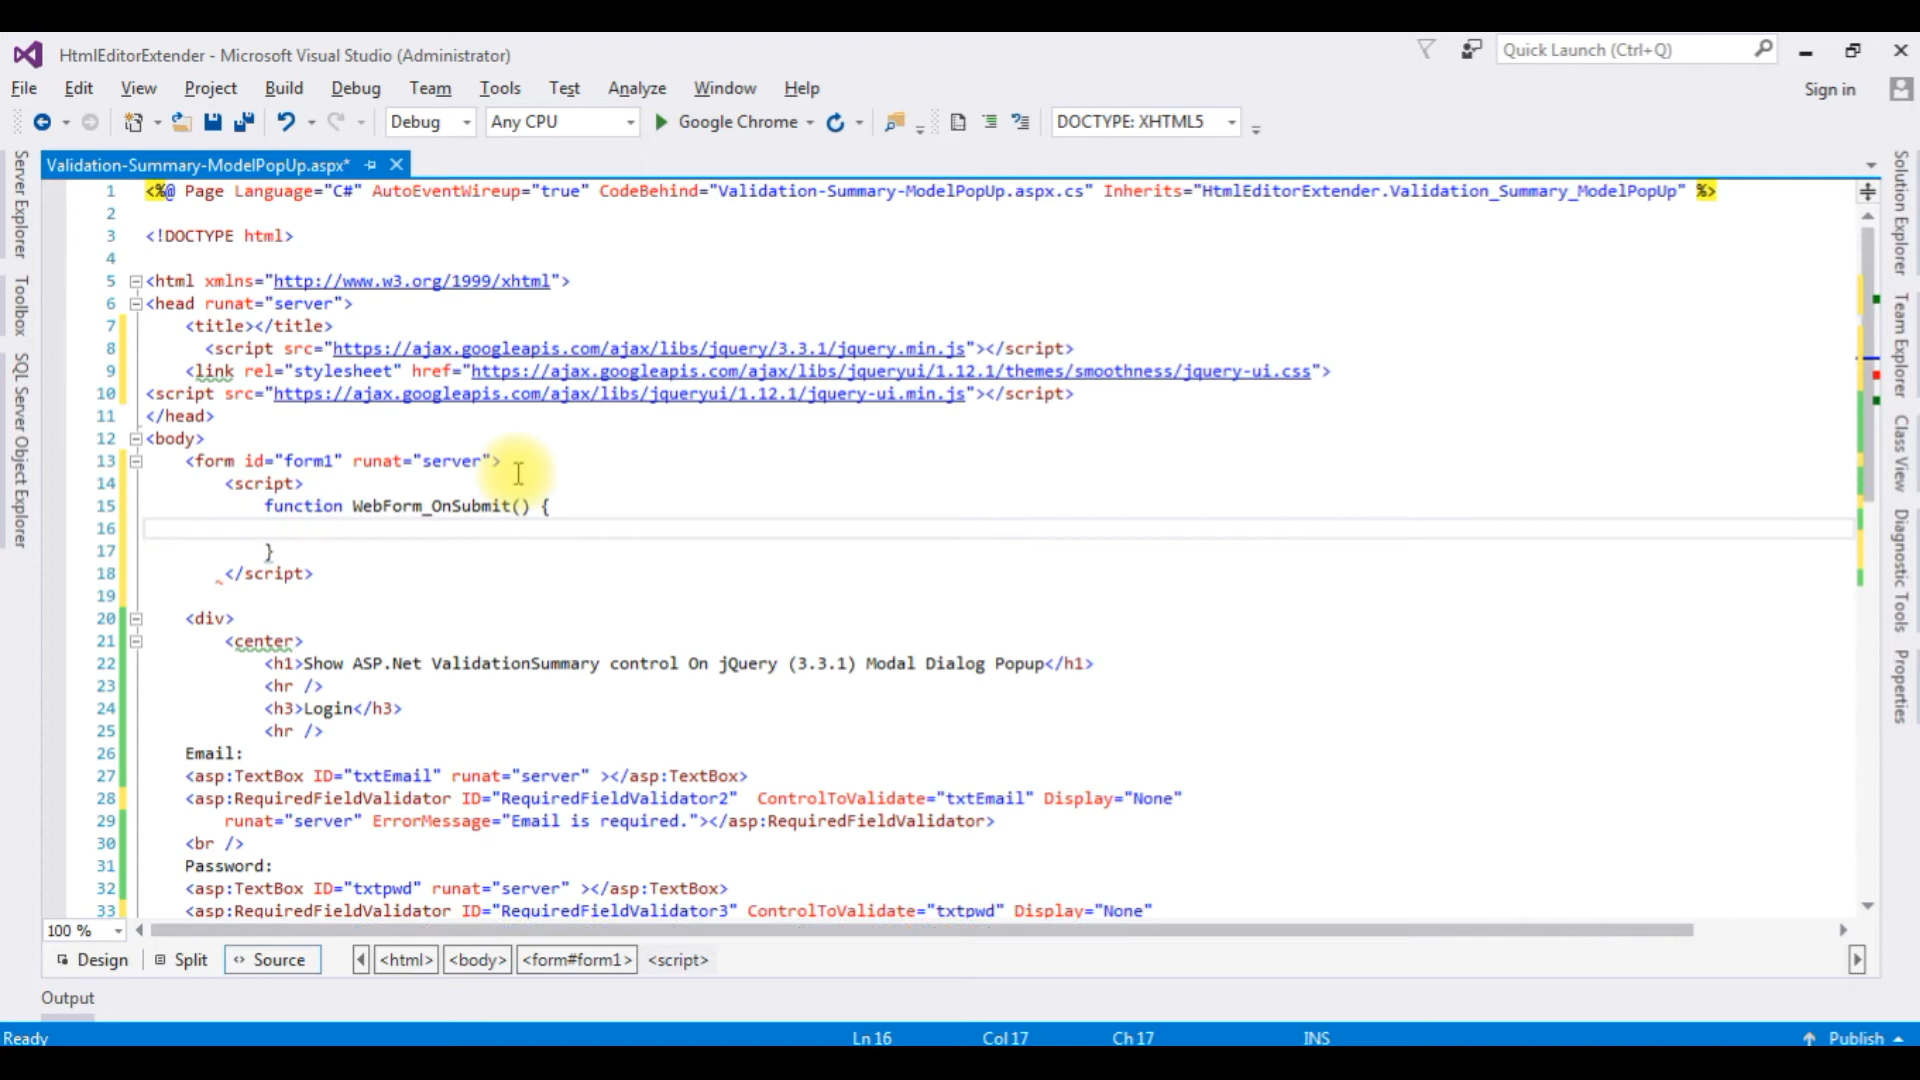 HtmlEditorExtender - Microsoft Visual Studio (Administrator)
Quick Launch (Ctrl+Q)
File Edit View Project Build Debug Team Tools Test Analyze Window Help
Sign in
Debug Any CPU Google Chrome DOCTYPE: XHTML5
Validation-Summary-ModelPopUp.aspx*
Server Explorer
Toolbox
SQL Server Object Explorer
1 <%@ Page Language="C#" AutoEventWireup="true" CodeBehind="Validation-Summary-ModelPopUp.aspx.cs" Inherits="HtmlEditorExtender.Validation_Summary_ModelPopUp" %>
2
3 <!DOCTYPE html>
4
5 <html xmlns="http://www.w3.org/1999/xhtml">
6 <head runat="server">
7 <title></title>
8 <script src="https://ajax.googleapis.com/ajax/libs/jquery/3.3.1/jquery.min.js"></script>
9 <link rel="stylesheet" href="https://ajax.googleapis.com/ajax/libs/jqueryui/1.12.1/themes/smoothness/jquery-ui.css">
10 <script src="https://ajax.googleapis.com/ajax/libs/jqueryui/1.12.1/jquery-ui.min.js"></script>
11 </head>
12 <body>
13 <form id="form1" runat="server">
14 <script>
15 function WebForm_OnSubmit() {
16
17 }
18 </script>
19
20 <div>
21 <center>
22 <h1>Show ASP.Net ValidationSummary control On jQuery (3.3.1) Modal Dialog Popup</h1>
23 <hr />
24 <h3>Login</h3>
25 <hr />
26 Email:
27 <asp:TextBox ID="txtEmail" runat="server" ></asp:TextBox>
28 <asp:RequiredFieldValidator ID="RequiredFieldValidator2" ControlToValidate="txtEmail" Display="None"
29 runat="server" ErrorMessage="Email is required."></asp:RequiredFieldValidator>
30 <br />
31 Password:
32 <asp:TextBox ID="txtpwd" runat="server" ></asp:TextBox>
33 <asp:RequiredFieldValidator ID="RequiredFieldValidator3" ControlToValidate="txtpwd" Display="None"
Solution Explorer
Team Explorer
Class View
Diagnostic Tools
Properties
100 %
Design Split Source <html> <body> <form#form1> <script>
Output
Ready Ln 16 Col 17 Ch 17 INS Publish